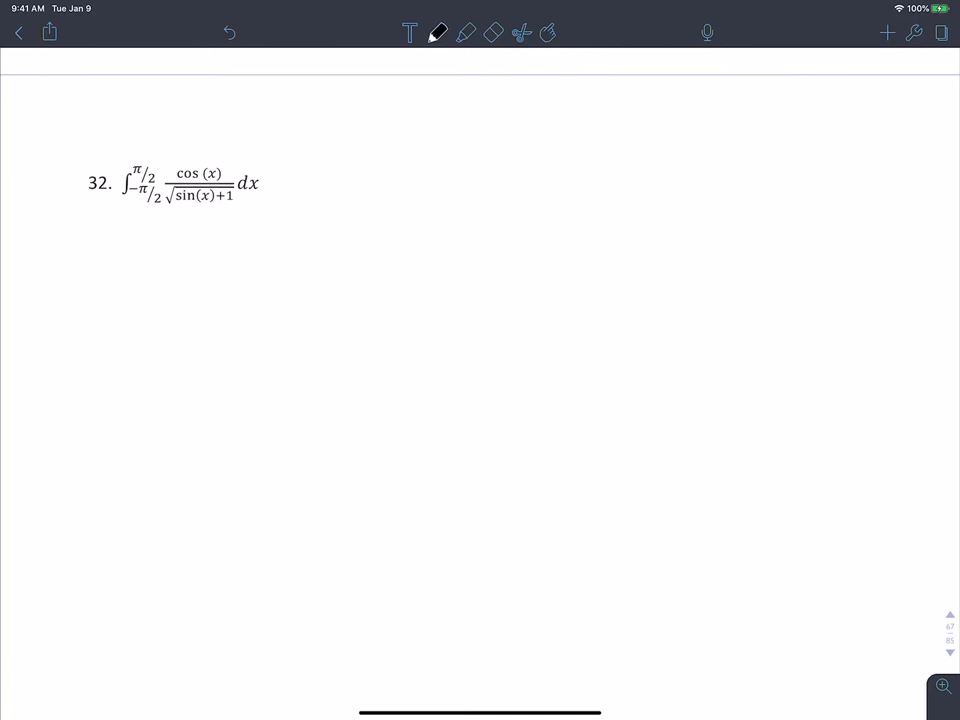 9:41 AM Tue Jan 9 100%
T
32. ∫_{-π/2}^{π/2} cos (x) / √(sin(x)+1) dx
67
85